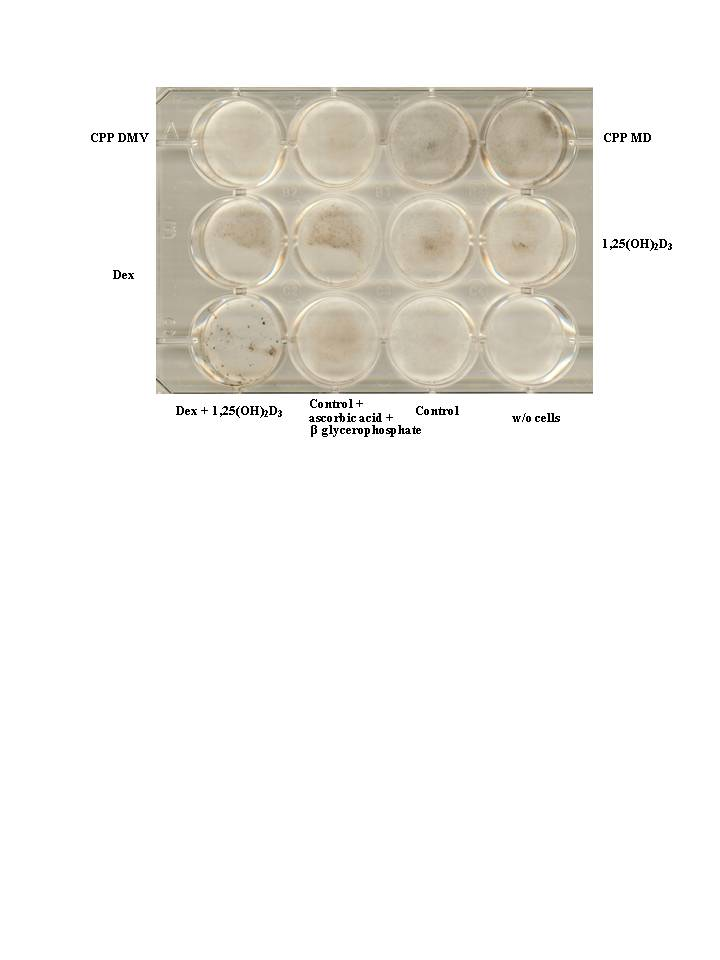 CPP DMV
CPP MD
1,25(OH)₂D₃
Dex
Dex + 1,25(OH)₂D₃
Control +
ascorbic acid +
β glycerophosphate
Control
w/o cells